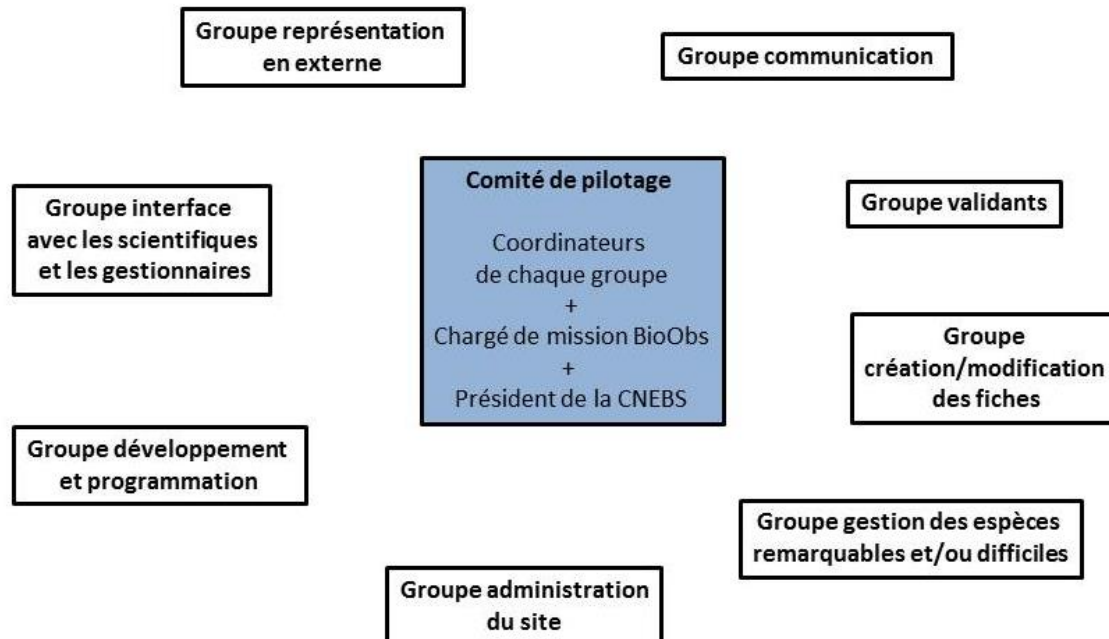 Groupe représentation
en externe
Groupe communication
Comité de pilotage
Coordinateurs
de chaque groupe
+
Chargé de mission BioObs
+
Président de la CNEBS
Groupe interface
avec les scientifiques
et les gestionnaires
Groupe validants
Groupe
création/modification
des fiches
Groupe développement
et programmation
Groupe gestion des espèces
remarquables et/ou difficiles
Groupe administration
du site